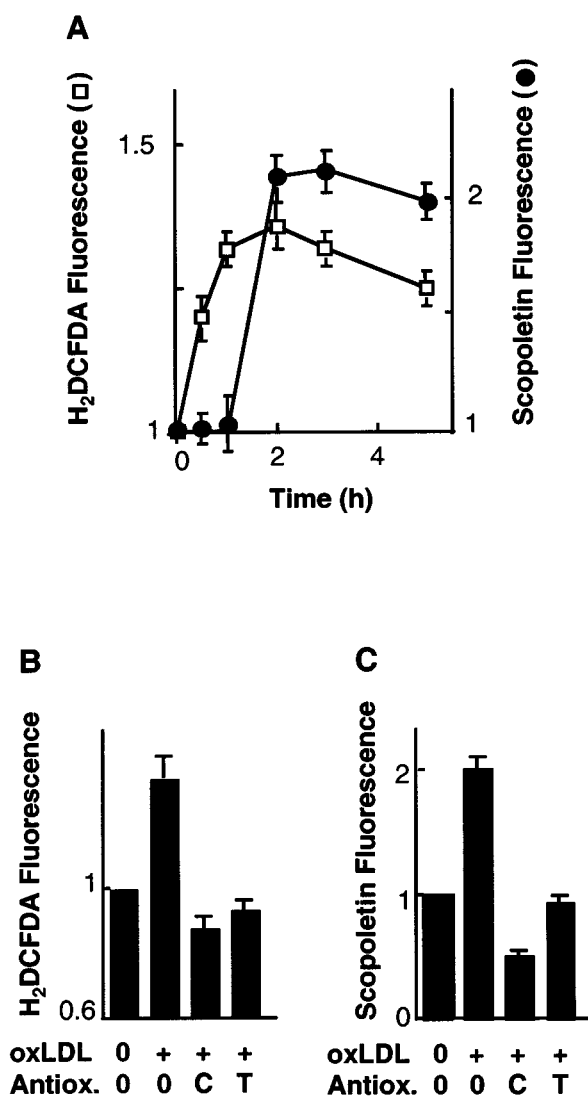 A
H₂DCFDA Fluorescence (□)
Scopoletin Fluorescence (●)
1.5
2
1
1
0 2 4
Time (h)
B
H₂DCFDA Fluorescence
1
0.6
oxLDL 0 + + +
Antiox. 0 0 C T
C
Scopoletin Fluorescence
2
1
0
oxLDL 0 + + +
Antiox. 0 0 C T